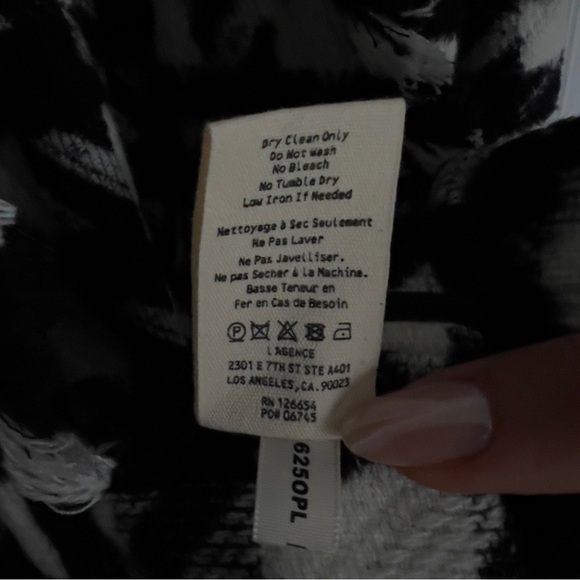 Dry Clean Only
Do Not Wash
No Bleach
No Tumble Dry
Low Iron If Needed
Nettoyage à Sec Seulement
Ne Pas Laver
Ne Pas Javelliser.
Ne pas Secher à la Machine.
Basse Teneur en
Fer en Cas de Besoin
L'AGENCE
2301 E 7TH ST STE A401
LOS ANGELES, CA. 90023
RN 126654
PO# 06745
6250PL